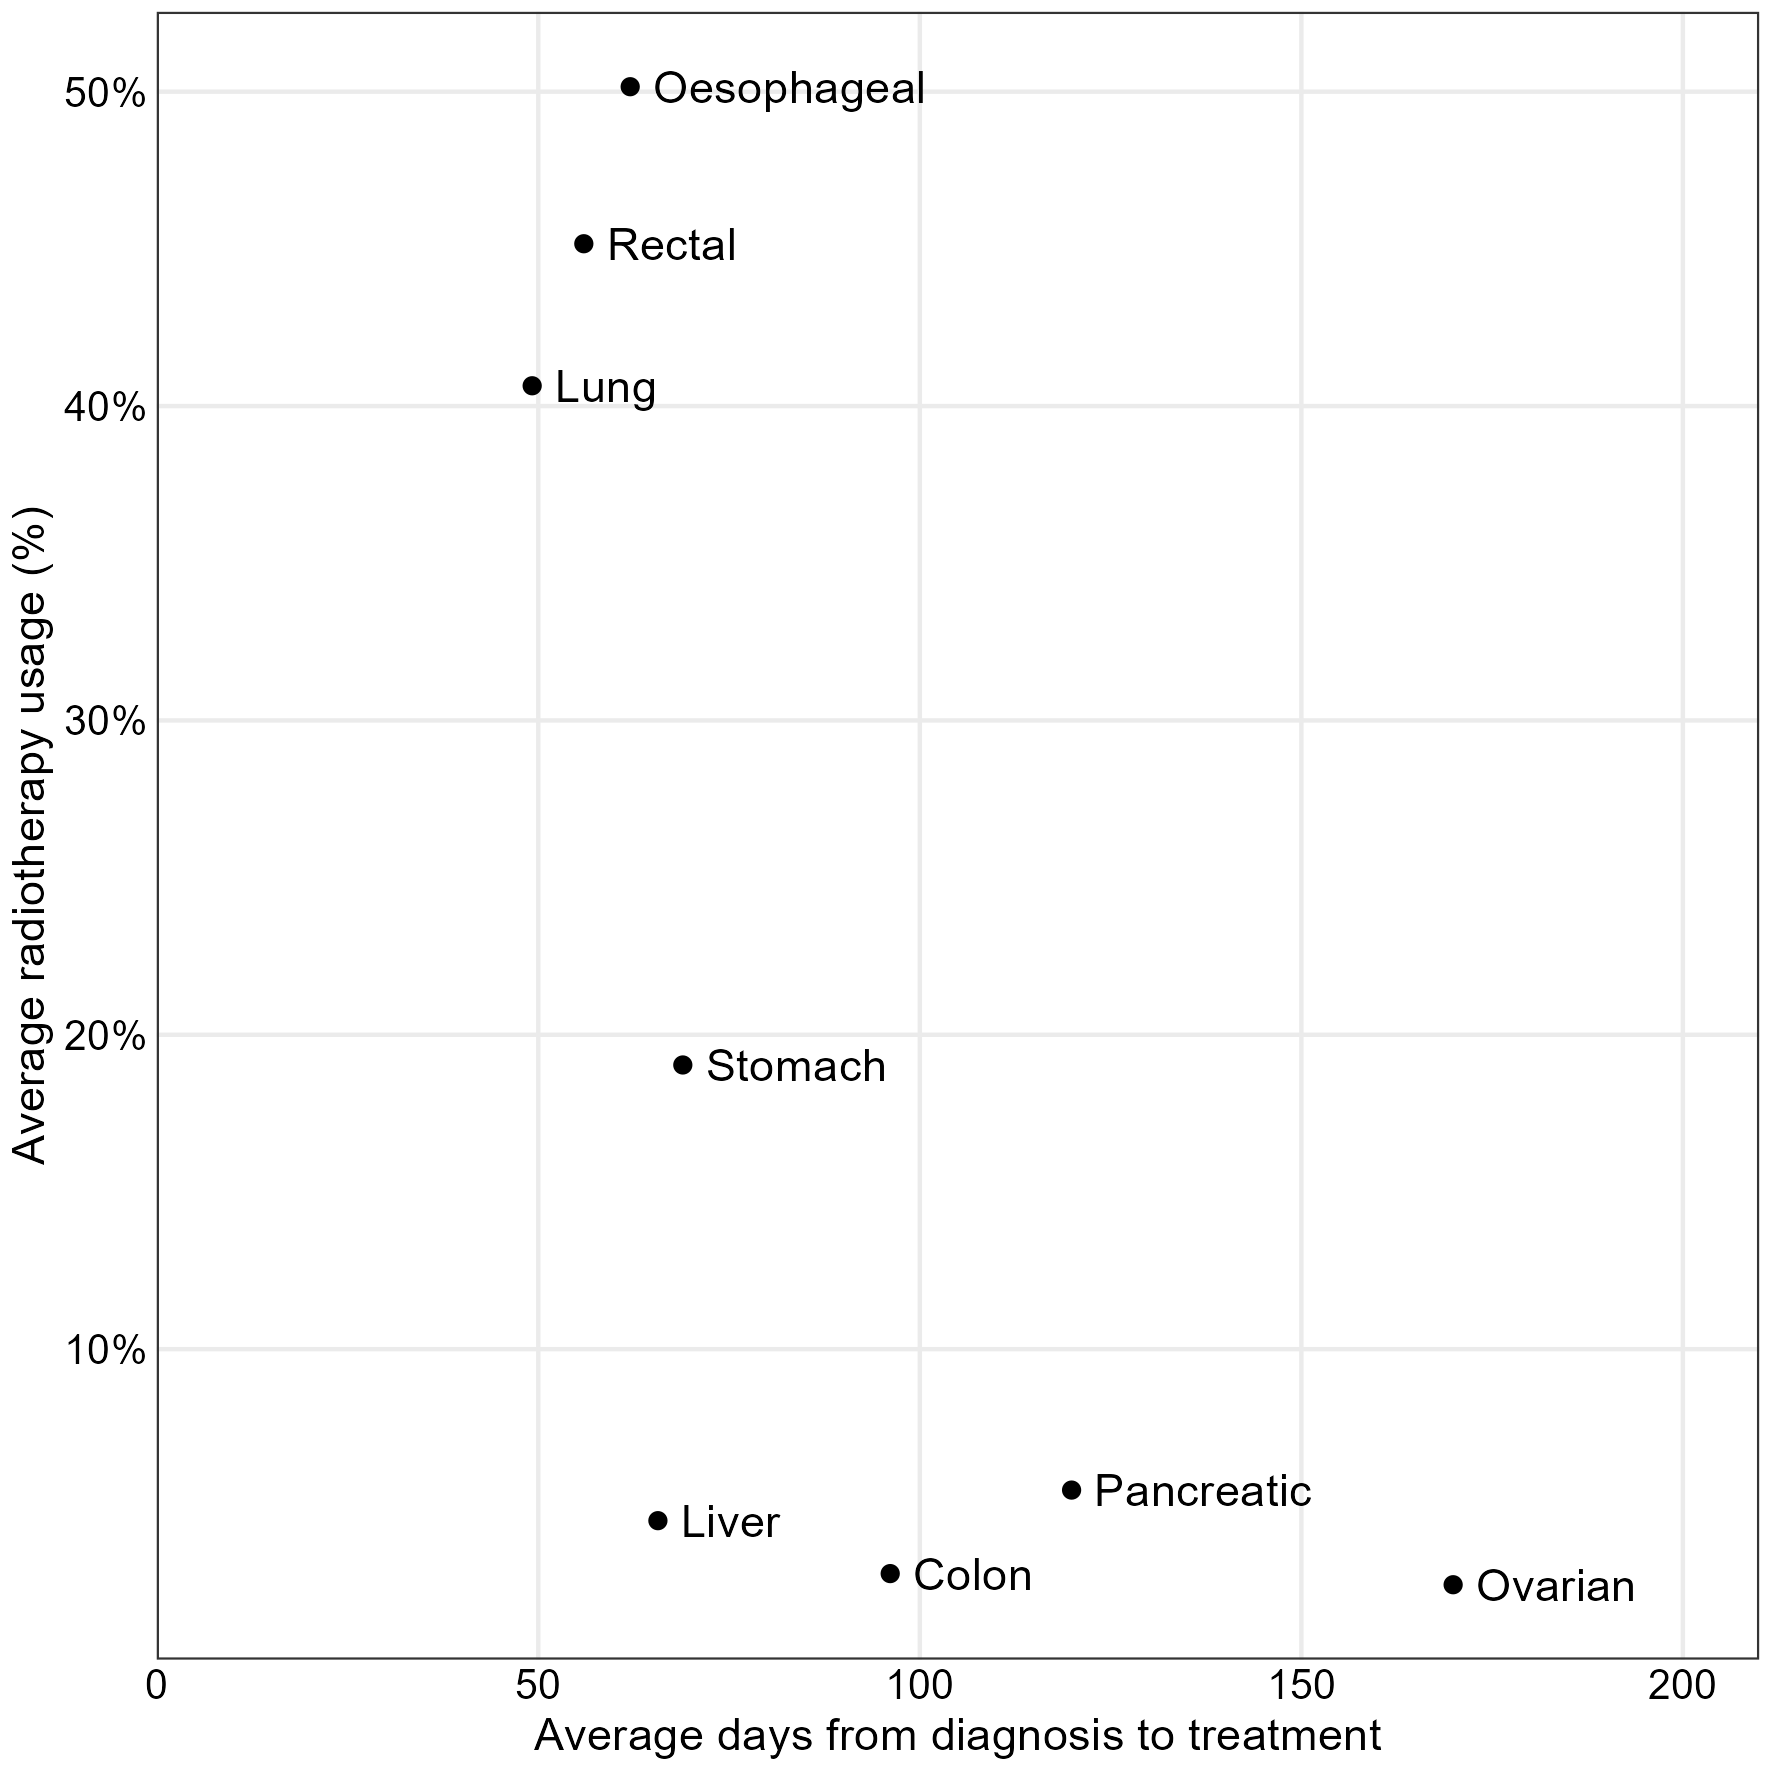 50%
Oesophageal
Rectal
Lung
40%
Average radiotherapy usage (%)
30%
20%
Stomach
10%
Pancreatic
Liver
Colon
Ovarian
0 50 100 150 200
Average days from diagnosis to treatment